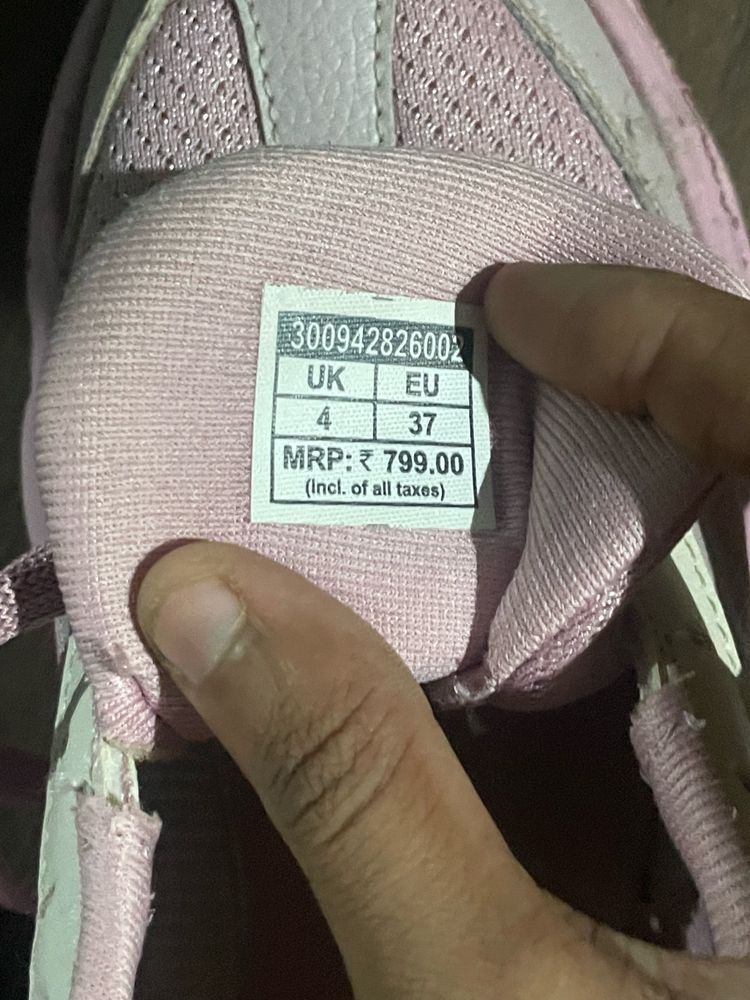 300942826002
UK EU
4 37
MRP: ₹ 799.00
(Incl. of all taxes)